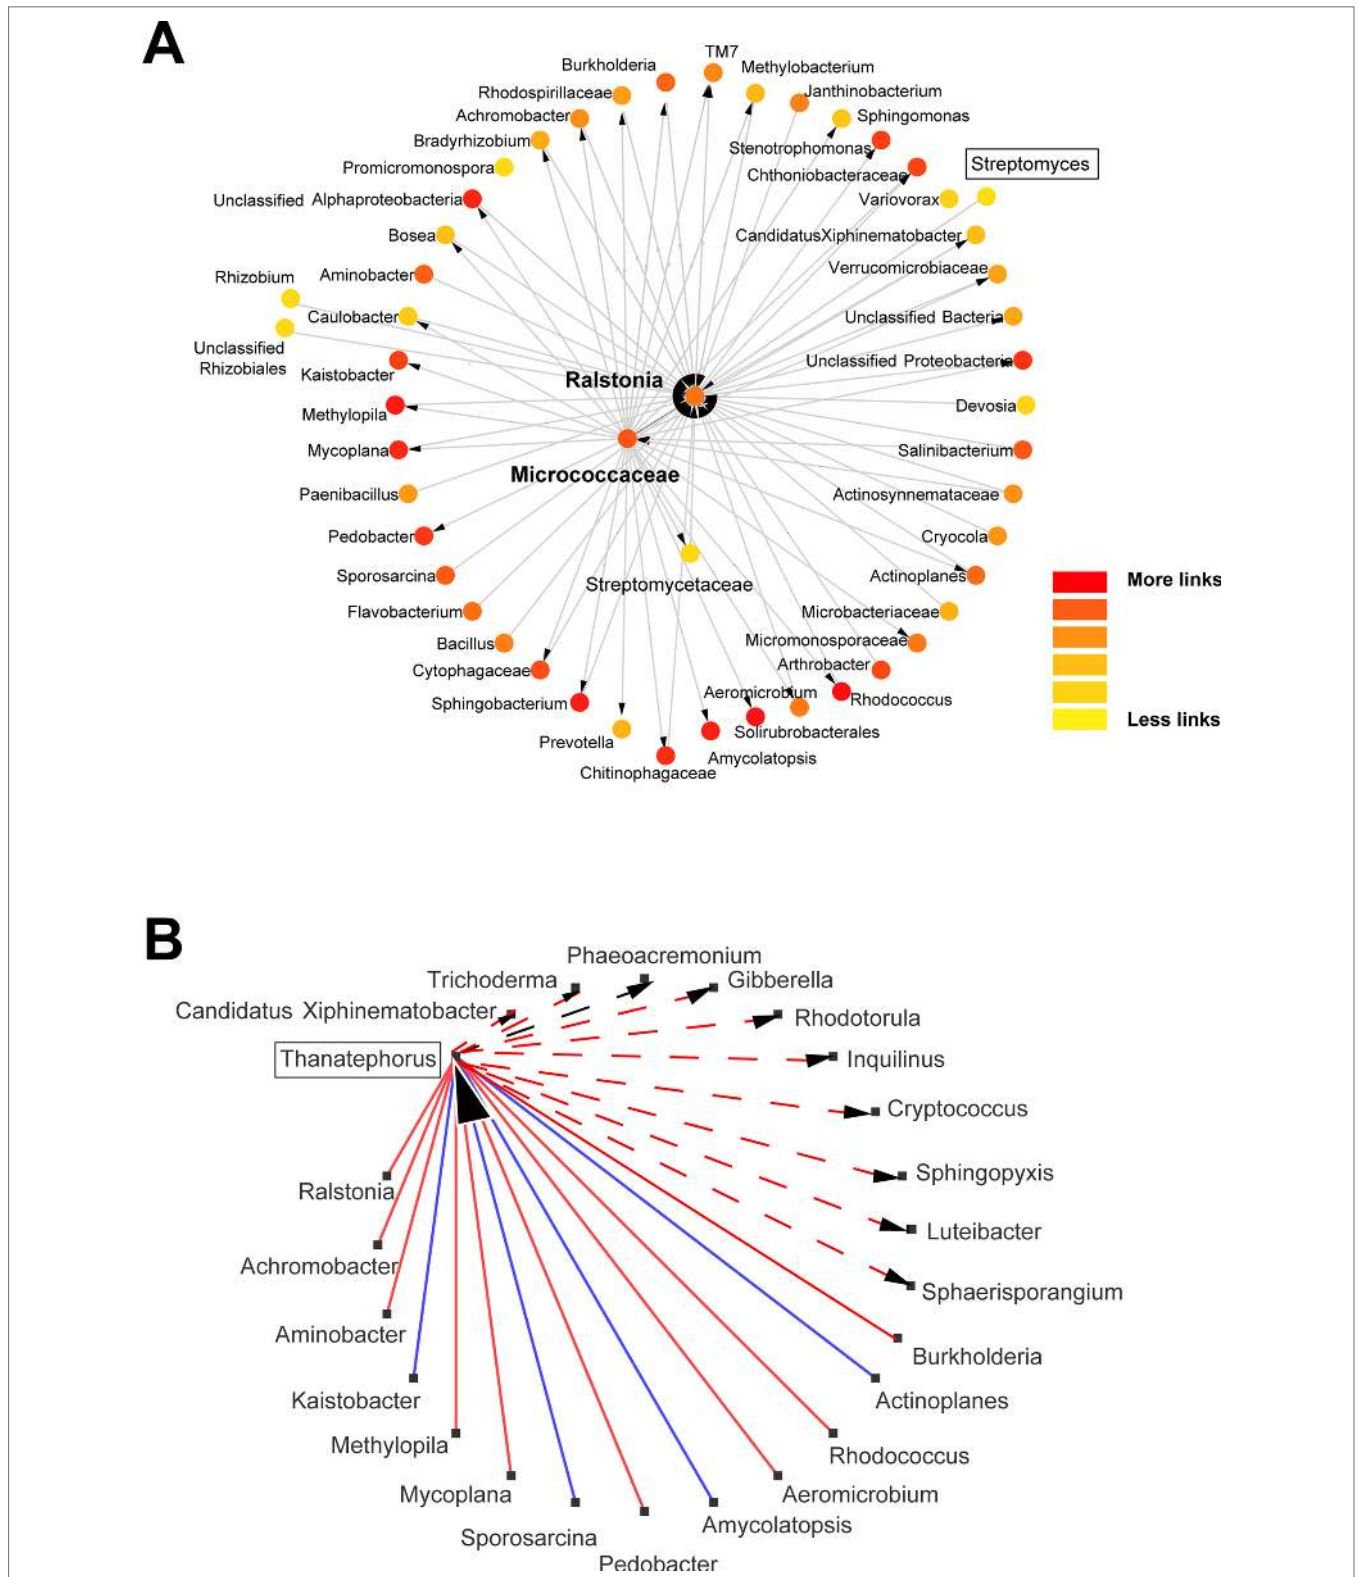 A
TM7
Burkholderia
Methylobacterium
Rhodospirillaceae
Janthinobacterium
Achromobacter
Sphingomonas
Bradyrhizobium
Stenotrophomonas
Promicromonospora
Chthoniobacteraceae
Streptomyces
Unclassified Alphaproteobacteria
Variovorax
Bosea
CandidatusXiphinematobacter
Rhizobium
Aminobacter
Verrucomicrobiaceae
Caulobacter
Unclassified Bacteria
Unclassified
Rhizobiales
Kaistobacter
Unclassified Proteobacteria
Ralstonia
Methylopila
Devosia
Mycoplana
Salinibacterium
Micrococcaceae
Paenibacillus
Actinosynnemataceae
Pedobacter
Cryocola
Sporosarcina
Streptomycetaceae
Actinoplanes
More links
Flavobacterium
Microbacteriaceae
Bacillus
Micromonosporaceae
Cytophagaceae
Arthrobacter
Sphingobacterium
Aeromicrobium
Rhodococcus
Less links
Prevotella
Solirubrobacterales
Chitinophagaceae
Amycolatopsis
B
Phaeoacremonium
Trichoderma
Gibberella
Candidatus Xiphinematobacter
Rhodotorula
Thanatephorus
Inquilinus
Cryptococcus
Sphingopyxis
Ralstonia
Luteibacter
Achromobacter
Sphaerisporangium
Aminobacter
Burkholderia
Kaistobacter
Actinoplanes
Methylopila
Rhodococcus
Mycoplana
Aeromicrobium
Sporosarcina
Amycolatopsis
Pedobacter